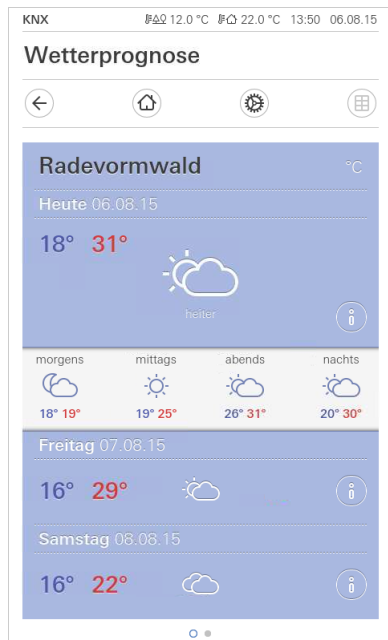 KNX 12.0 °C 22.0 °C 13:50 06.08.15
Wetterprognose
Radevormwald °C
Heute 06.08.15
18° 31°
heiter
i
morgens mittags abends nachts
18° 19° 19° 25° 26° 31° 20° 30°
Freitag 07.08.15
16° 29° i
Samstag 08.08.15
16° 22° i